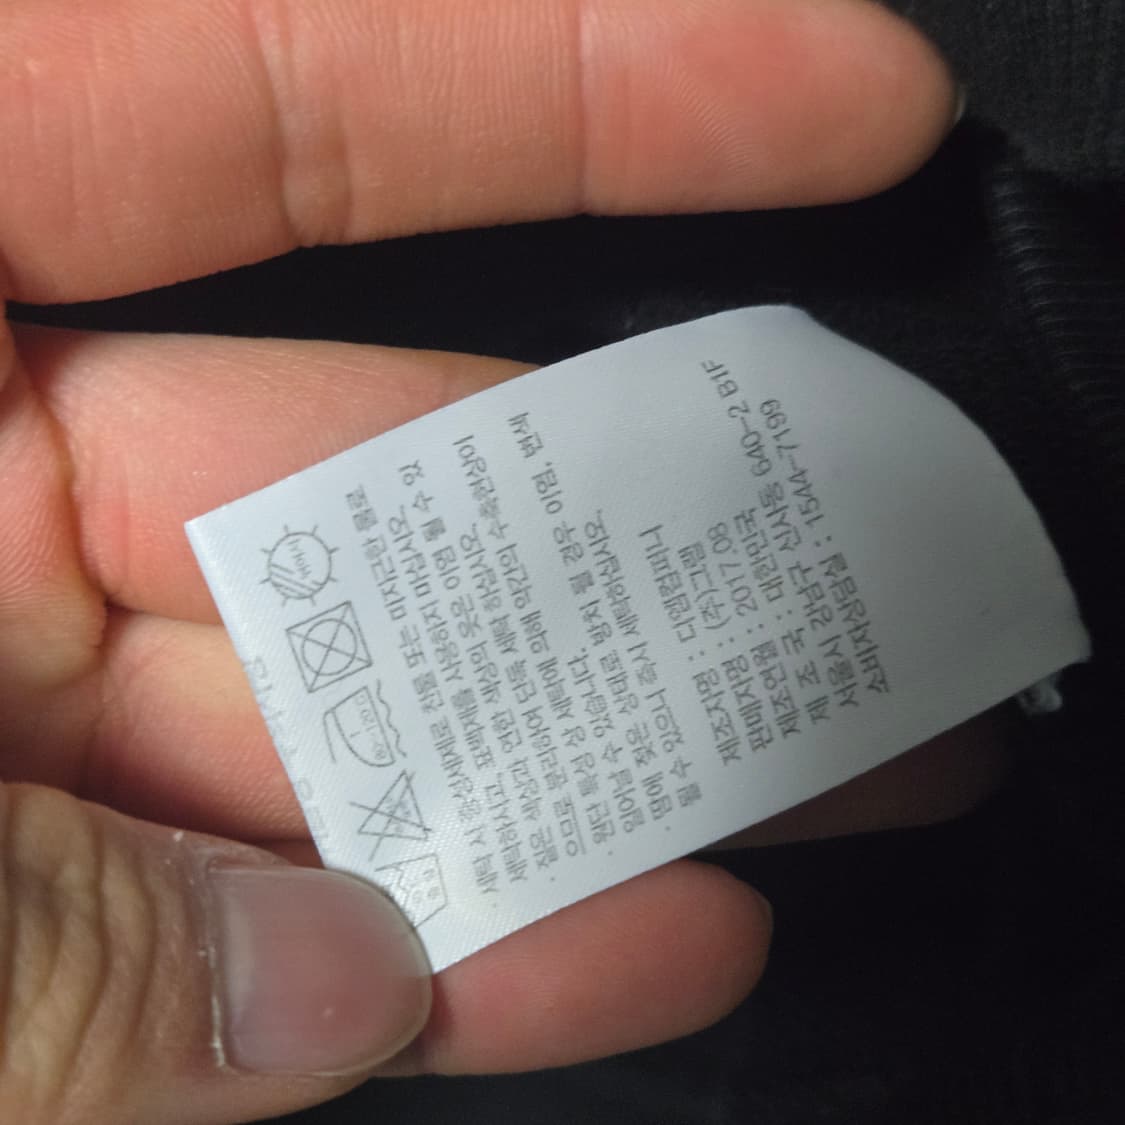 세탁 시 중성세제로 찬물 또는 미지근한 물로
세탁하시고, 표백제를 사용하지 마십시오.
· 짙은 색상과 연한 색상의 옷은 이염 될 수 있
으므로 분리하여 단독 세탁 하십시오.
· 원단 특성 상 세탁에 의해 약간의 수축현상이
일어날 수 있습니다.
· 땀에 젖은 상태로 방치 될 경우 이염, 변색
될 수 있으니 즉시 세탁하십시오.
제조자명 : 다엘컴퍼니
판매자명 : (주)그램
제조연월 : 2017.08
제 조 국 : 대한민국
서울시 강남구 신사동 640-2 B1F
소비자상담실 : 1544-7199